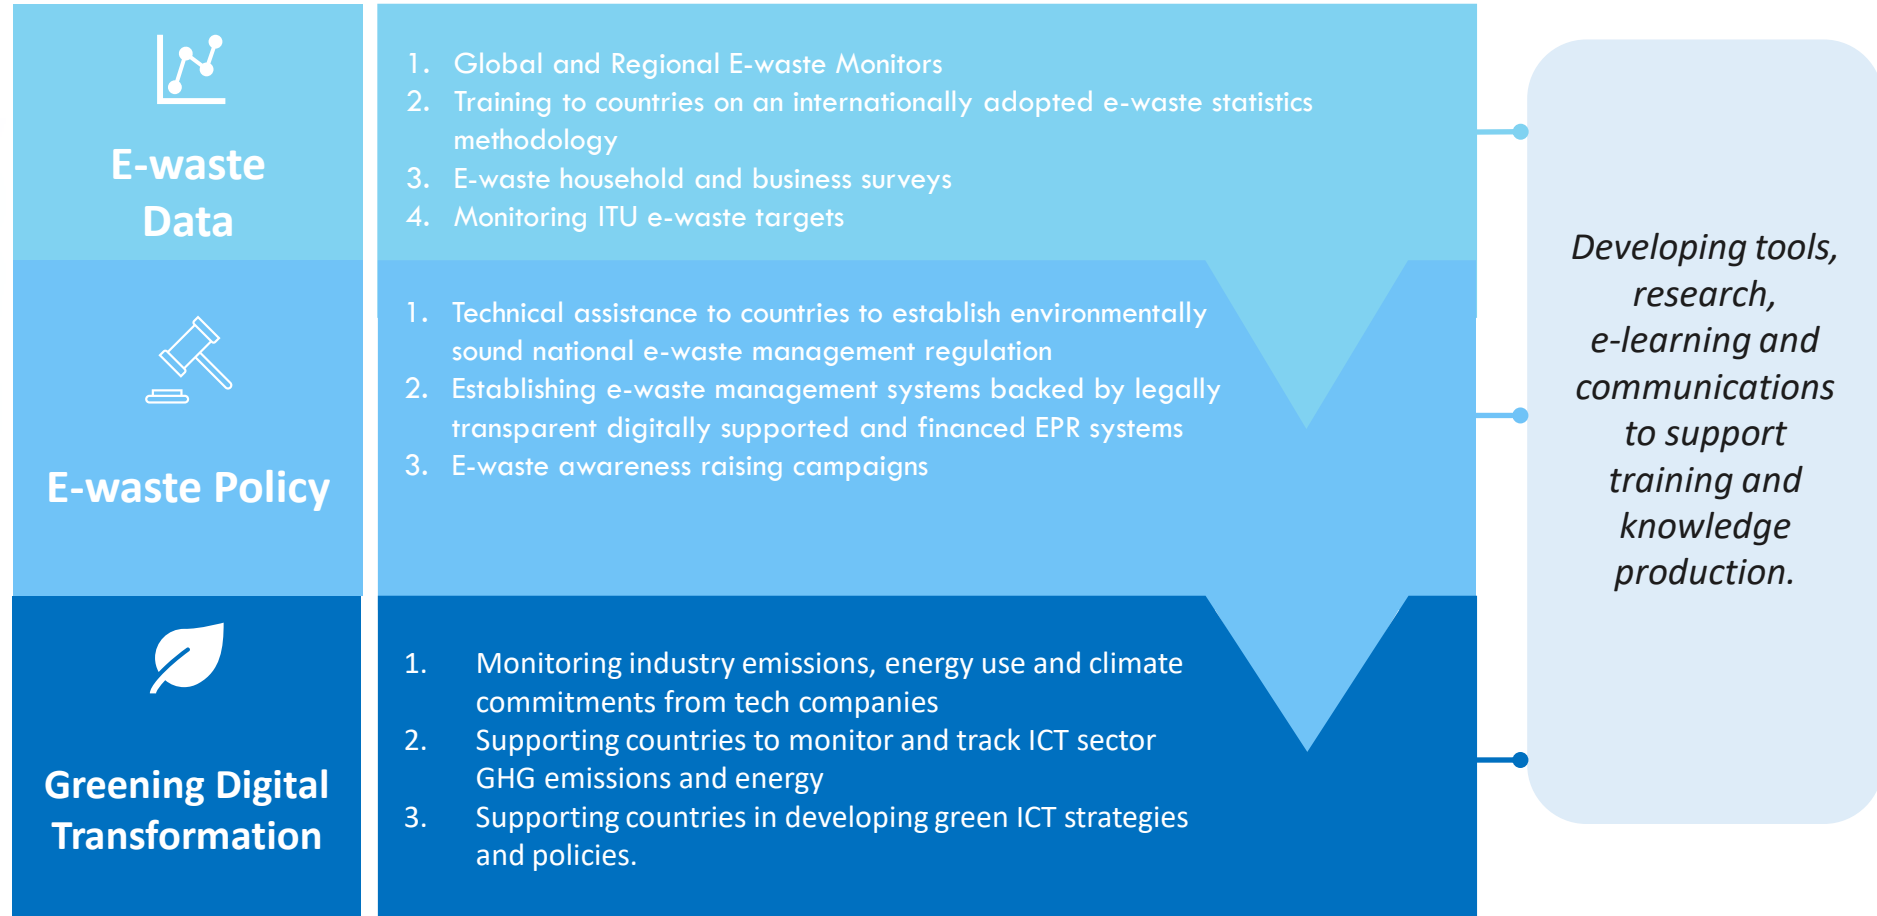 E-waste
Data
1. Global and Regional E-waste Monitors
2. Training to countries on an internationally adopted e-waste statistics
methodology
3. E-waste household and business surveys
4. Monitoring ITU e-waste targets
E-waste Policy
1. Technical assistance to countries to establish environmentally
sound national e-waste management regulation
2. Establishing e-waste management systems backed by legally
transparent digitally supported and financed EPR systems
3. E-waste awareness raising campaigns
Greening Digital
Transformation
1. Monitoring industry emissions, energy use and climate
commitments from tech companies
2. Supporting countries to monitor and track ICT sector
GHG emissions and energy
3. Supporting countries in developing green ICT strategies
and policies.
Developing tools,
research,
e-learning and
communications
to support
training and
knowledge
production.